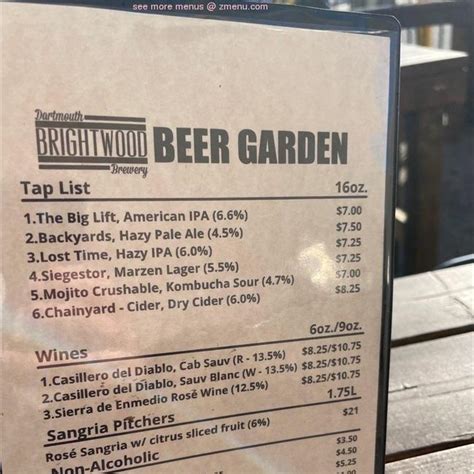 see more menus @ zmenu.com
Dartmouth
BRIGHTWOOD
Brewery
BEER GARDEN
Tap List 16oz.
1.The Big Lift, American IPA (6.6%) $7.00
2.Backyards, Hazy Pale Ale (4.5%) $7.50
3.Lost Time, Hazy IPA (6.0%) $7.25
4.Siegestor, Marzen Lager (5.5%) $7.25
5.Mojito Crushable, Kombucha Sour (4.7%) $7.00
6.Chainyard - Cider, Dry Cider (6.0%) $8.25
Wines 6oz./9oz.
1.Casillero del Diablo, Cab Sauv (R - 13.5%) $8.25/$10.75
2.Casillero del Diablo, Sauv Blanc (W - 13.5%) $8.25/$10.75
3.Sierra de Enmedio Rosē Wine (12.5%) $8.25/$10.75
Sangria Pitchers 1.75L
Rosé Sangria w/ citrus sliced fruit (6%) $21
Non-Alcoholic $3.50
$4.50
$5.25